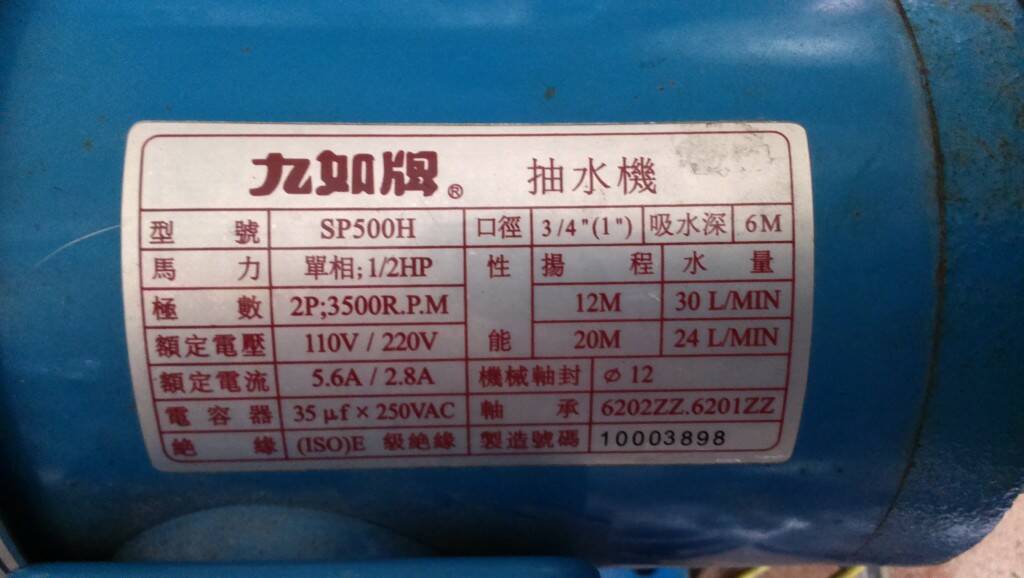 九如牌® 抽水機
型號 SP500H 口徑 3/4"(1") 吸水深 6M
馬力 單相;1/2HP 性能 揚程 水量
極數 2P;3500R.P.M 12M 30 L/MIN
額定電壓 110V / 220V 20M 24 L/MIN
額定電流 5.6A / 2.8A 機械軸封 ⌀ 12
電容器 35 μf × 250VAC 軸承 6202ZZ.6201ZZ
絕緣 (ISO)E 級絕緣 製造號碼 10003898